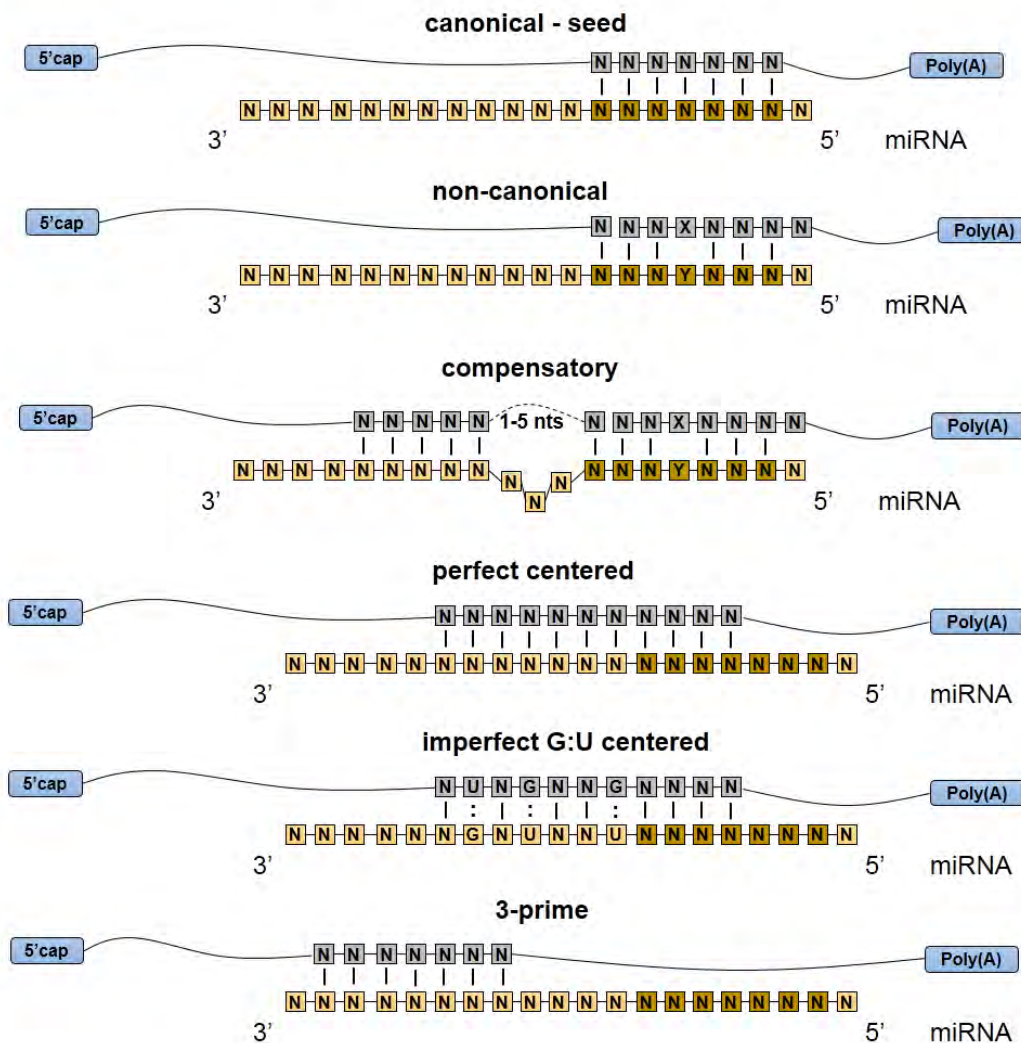 canonical - seed
5'cap N N N N N N N Poly(A)
N N N N N N N N N N N N N N N N N N N N
3' 5' miRNA
non-canonical
5'cap N N N X N N N N Poly(A)
N N N N N N N N N N N N N N N Y N N N N
3' 5' miRNA
compensatory
5'cap N N N N N 1-5 nts N N N X N N N N Poly(A)
N N N N N N N N N N N N N N N Y N N N N
3' 5' miRNA
perfect centered
5'cap N N N N N N N N N N N Poly(A)
N N N N N N N N N N N N N N N N N N N N
3' 5' miRNA
imperfect G:U centered
5'cap N U N G N N G N N N N Poly(A)
N N N N N N G N U N N U N N N N N N N N
3' 5' miRNA
3-prime
5'cap N N N N N N N Poly(A)
N N N N N N N N N N N N N N N N N N N N
3' 5' miRNA